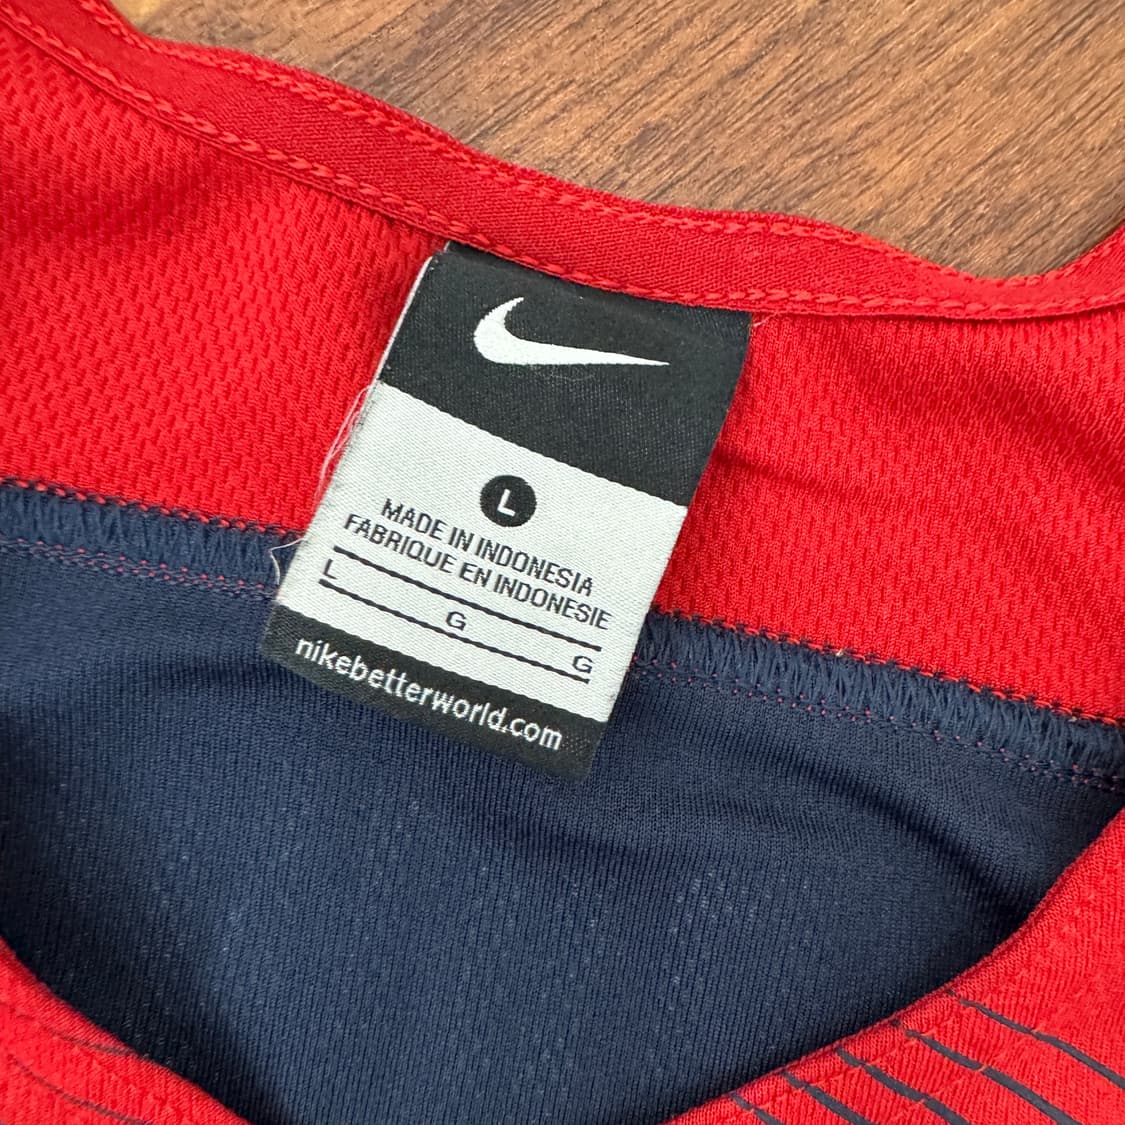 L
MADE IN INDONESIA
FABRIQUE EN INDONESIE
L
G
G
nikebetterworld.com